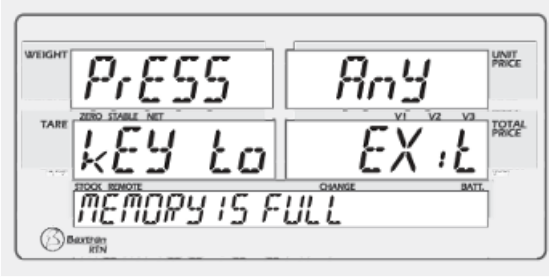 WEIGHT PrESS AnY UNIT PRICE
ZERO STABLE NET V1 V2 V3
TARE kEY to EXit TOTAL PRICE
STOCK REMOTE CHANGE BATT.
MEMORY IS FULL
Baxtran
RTN